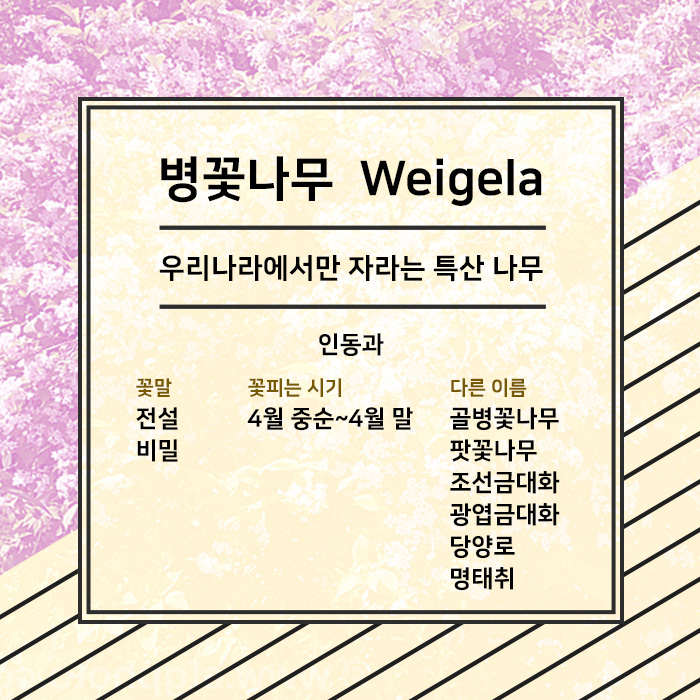 병꽃나무 Weigela
우리나라에서만 자라는 특산 나무
인동과
꽃말
전설
비밀
꽃피는 시기
4월 중순~4월 말
다른 이름
골병꽃나무
팟꽃나무
조선금대화
광엽금대화
당양로
명태취